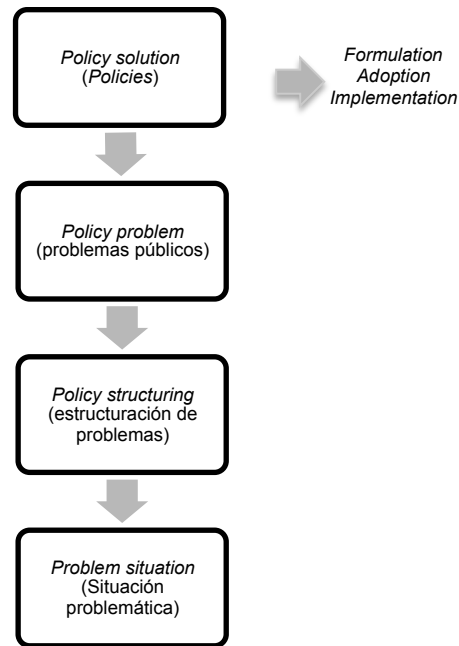 Policy solution
(Policies)
Formulation
Adoption
Implementation
Policy problem
(problemas públicos)
Policy structuring
(estructuración de
problemas)
Problem situation
(Situación
problemática)